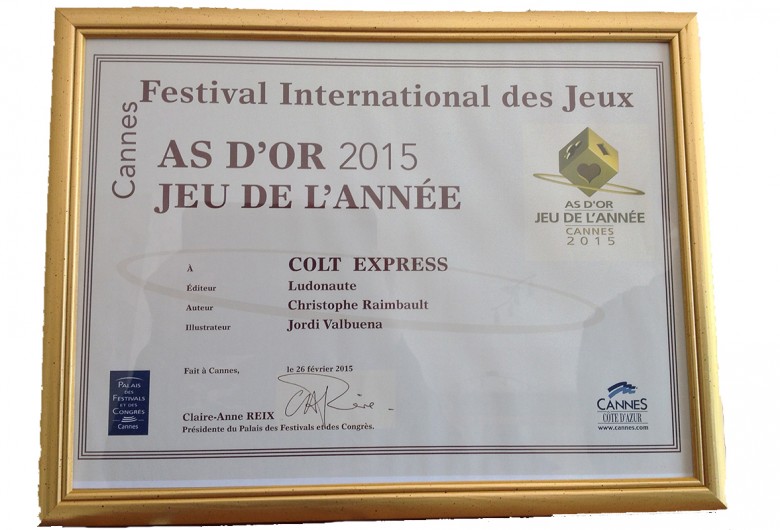 Cannes
Festival International des Jeux
AS D'OR 2015
JEU DE L'ANNÉE
AS D'OR
JEU DE L'ANNÉE
CANNES
2015
À COLT EXPRESS
Éditeur Ludonaute
Auteur Christophe Raimbault
Illustrateur Jordi Valbuena
Fait à Cannes, le 26 février 2015
Claire-Anne REIX
Présidente du Palais des Festivals et des Congrès.
PALAIS
DES
FESTIVALS
ET DES
CONGRÈS
Cannes
CANNES
CÔTE D'AZUR
www.cannes.com